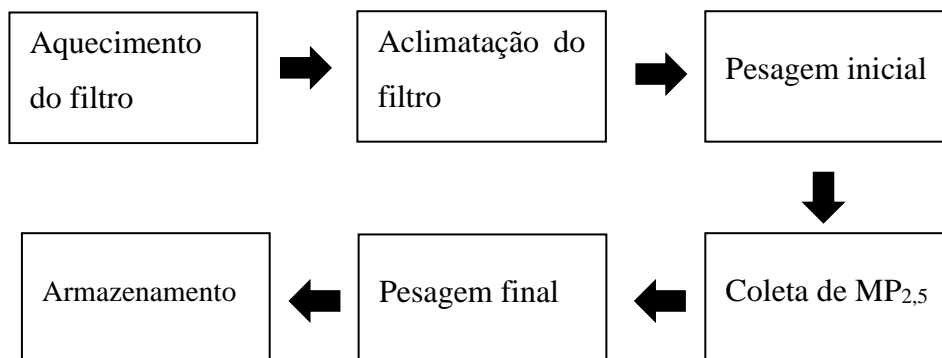 Aquecimento
do filtro
Aclimatação do
filtro
Pesagem inicial
Coleta de MP₂,₅
Pesagem final
Armazenamento